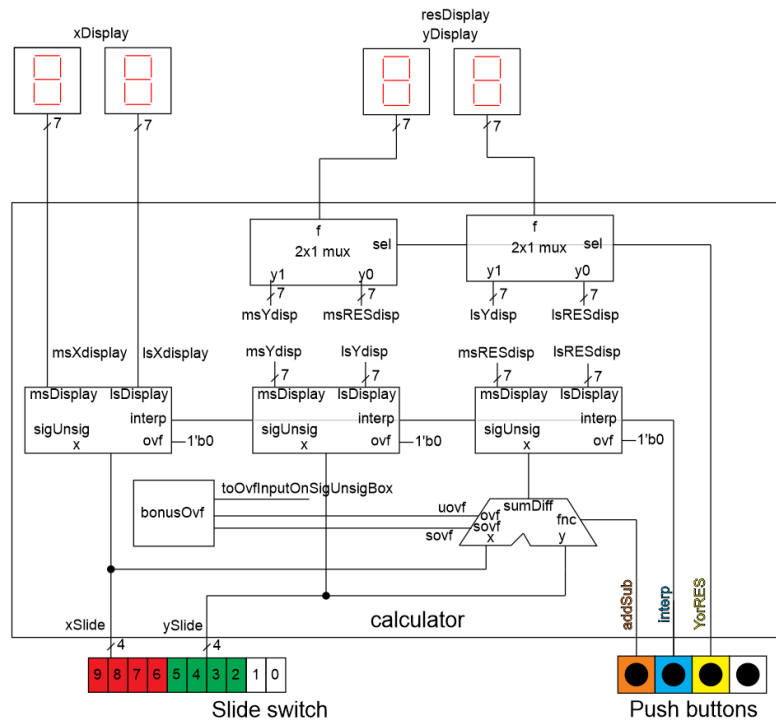 resDisplay
xDisplay
yDisplay
7
7
7
7
f
2x1 mux
sel
y1
y0
f
2x1 mux
sel
y1
y0
7
7
7
7
msYdisp
msRESdisp
lsYdisp
lsRESdisp
msXdisplay
lsXdisplay
msYdisp
lsYdisp
msRESdisp
lsRESdisp
7
7
7
7
msDisplay
lsDisplay
interp
sigUnsig
x
ovf
1'b0
msDisplay
lsDisplay
interp
sigUnsig
x
ovf
1'b0
msDisplay
lsDisplay
interp
sigUnsig
x
ovf
1'b0
bonusOvf
toOvfInputOnSigUnsigBox
uovf
sovf
sumDiff
ovf
sovf
fnc
x
y
calculator
addSub
interp
YorRES
xSlide
4
ySlide
4
9 8 7 6 5 4 3 2 1 0
Slide switch
Push buttons